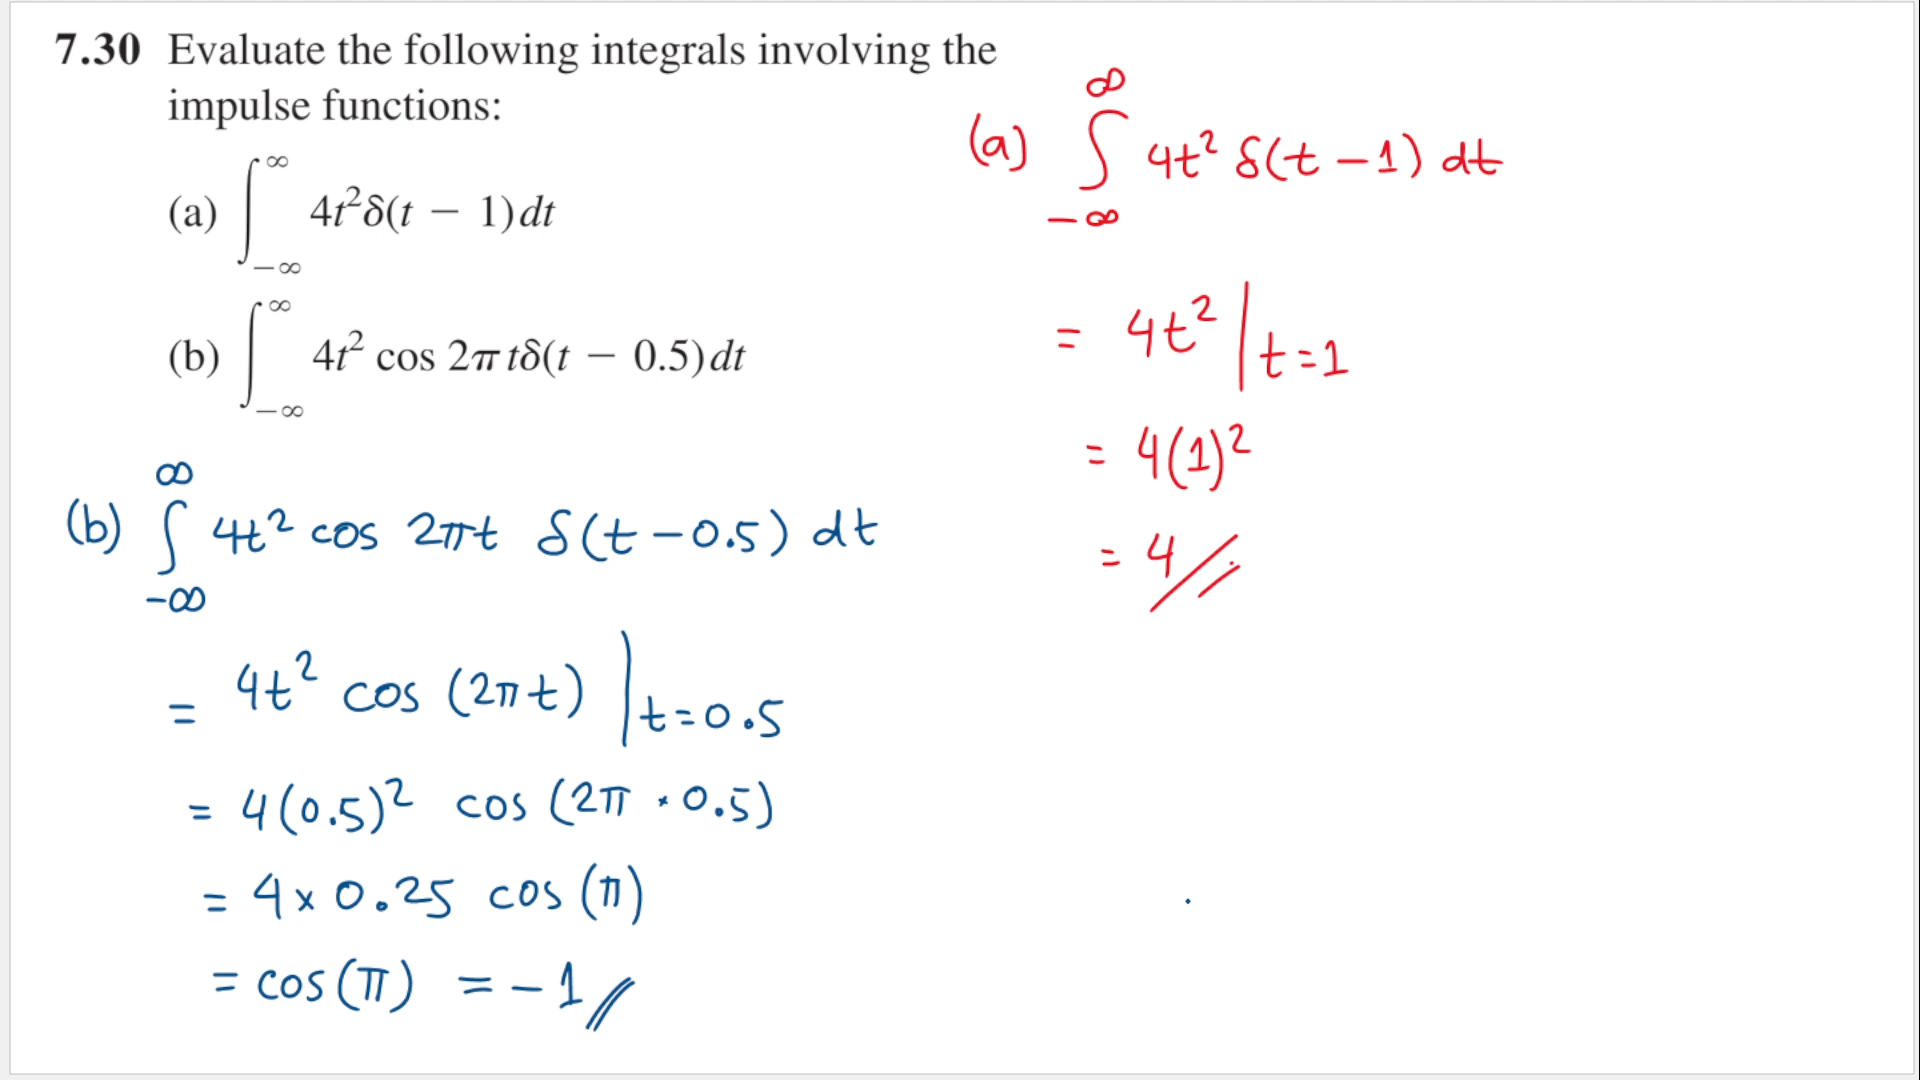 7.30 Evaluate the following integrals involving the
impulse functions:
(a) ∫_{-∞}^{∞} 4t²δ(t − 1)dt
(b) ∫_{-∞}^{∞} 4t² cos 2πtδ(t − 0.5)dt
(a) ∫_{-∞}^{∞} 4t² δ(t − 1) dt
= 4t² |t=1
= 4(1)²
= 4 //
(b) ∫_{-∞}^{∞} 4t² cos 2πt δ(t − 0.5) dt
= 4t² cos (2πt) |t=0.5
= 4(0.5)² cos (2π · 0.5)
= 4 × 0.25 cos (π)
= cos (π) = −1 //